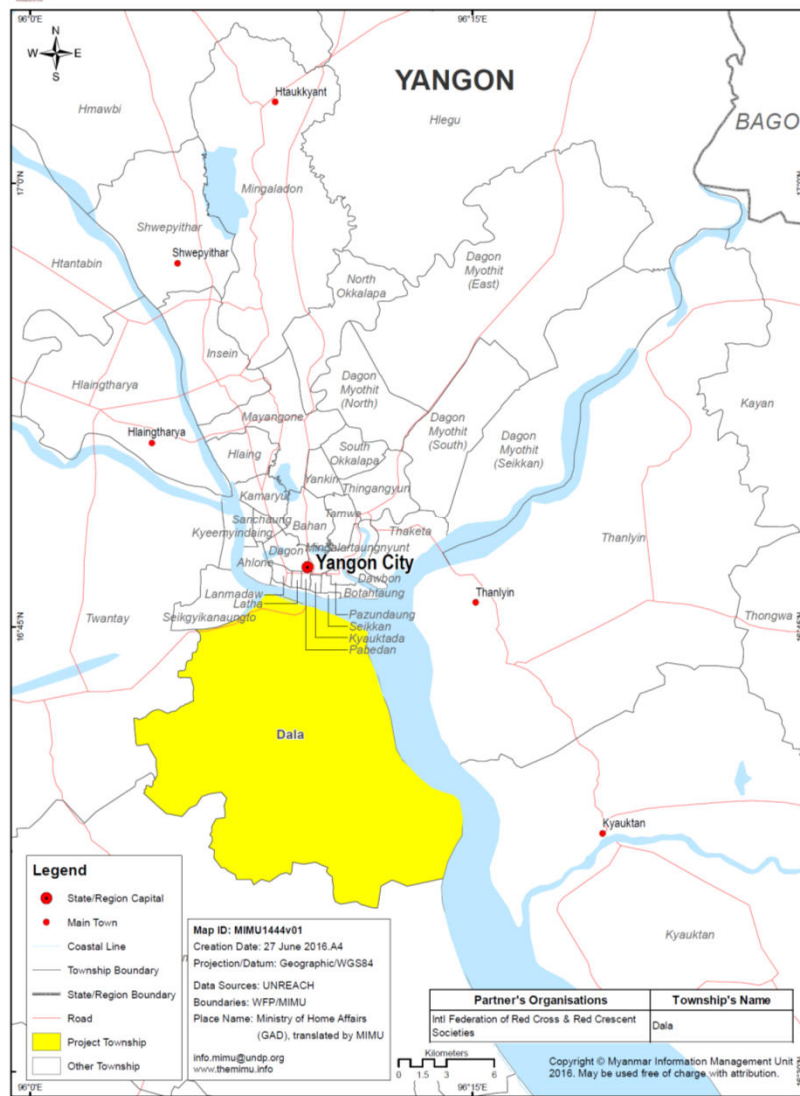 96°0'E
96°15'E
N
W E
S
YANGON
BAGO
Htaukkyant
Hmawbi
Hlegu
17°0'N
17°0'N
Mingaladon
Shwepyithar
Shwepyithar
Htantabin
North
Okkalapa
Dagon
Myothit
(East)
Insein
Hlaingtharya
Dagon
Myothit
(North)
Kayan
Mayangone
Dagon
Myothit
(South)
Hlaingtharya
Dagon
Myothit
(Seikkan)
Hlaing
South
Okkalapa
Yankin
Thingangyun
Kamaryut
Sanchaung
Tamwe
Kyeemyindaing
Bahan
Thaketa
Thanlyin
Dagon
Mingalartaungnyunt
Ahlone
Yangon City
Dawbon
Lanmadaw
Botahtaung
Thanlyin
Latha
Seikgyikanaungto
Pazundaung
Twantay
Thongwa
Seikkan
Kyauktada
Pabedan
16°45'N
Dala
Kyauktan
Kyauktan
Legend
State/Region Capital
Main Town
Coastal Line
Township Boundary
State/Region Boundary
Road
Project Township
Other Township
Map ID: MIMU1444v01
Creation Date: 27 June 2016.A4
Projection/Datum: Geographic/WGS84
Data Sources: UNREACH
Boundaries: WFP/MIMU
Place Name: Ministry of Home Affairs
(GAD), translated by MIMU
info.mimu@undp.org
www.themimu.info
Partner's Organisations Township's Name
Intl Federation of Red Cross & Red Crescent
Societies
Dala
Kilometers
0 1.5 3 6
Copyright © Myanmar Information Management Unit
2016. May be used free of charge with attribution.
96°0'E
96°15'E